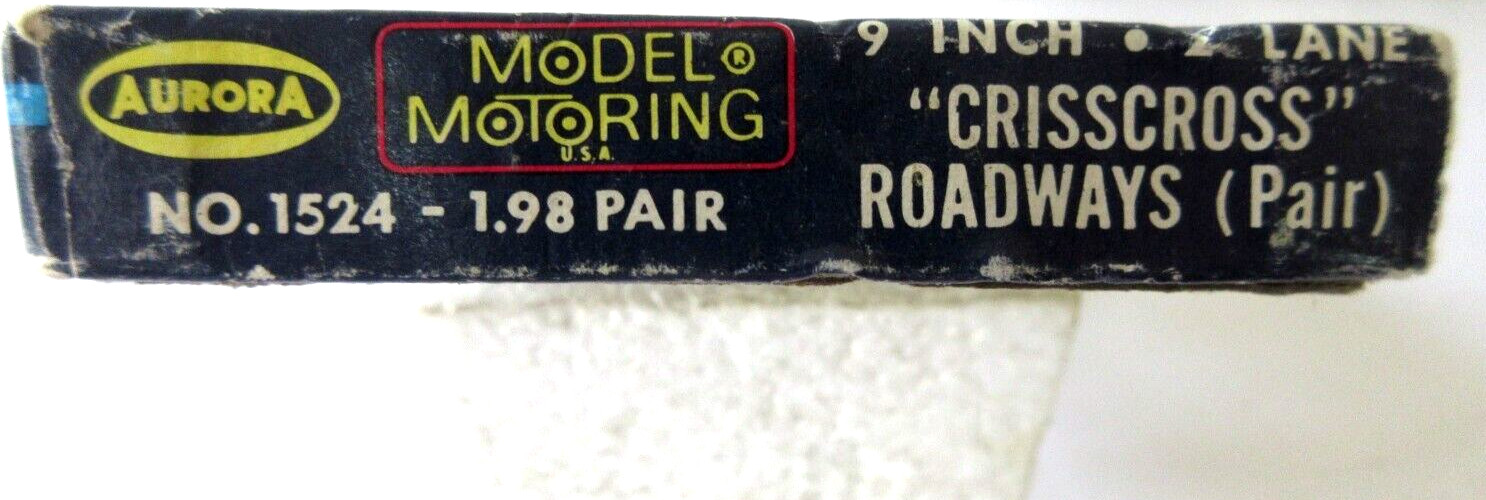 AURORA
MODEL®
MOTORING
U.S.A.
NO. 1524 - 1.98 PAIR
9 INCH • 2 LANE
"CRISSCROSS"
ROADWAYS (Pair)